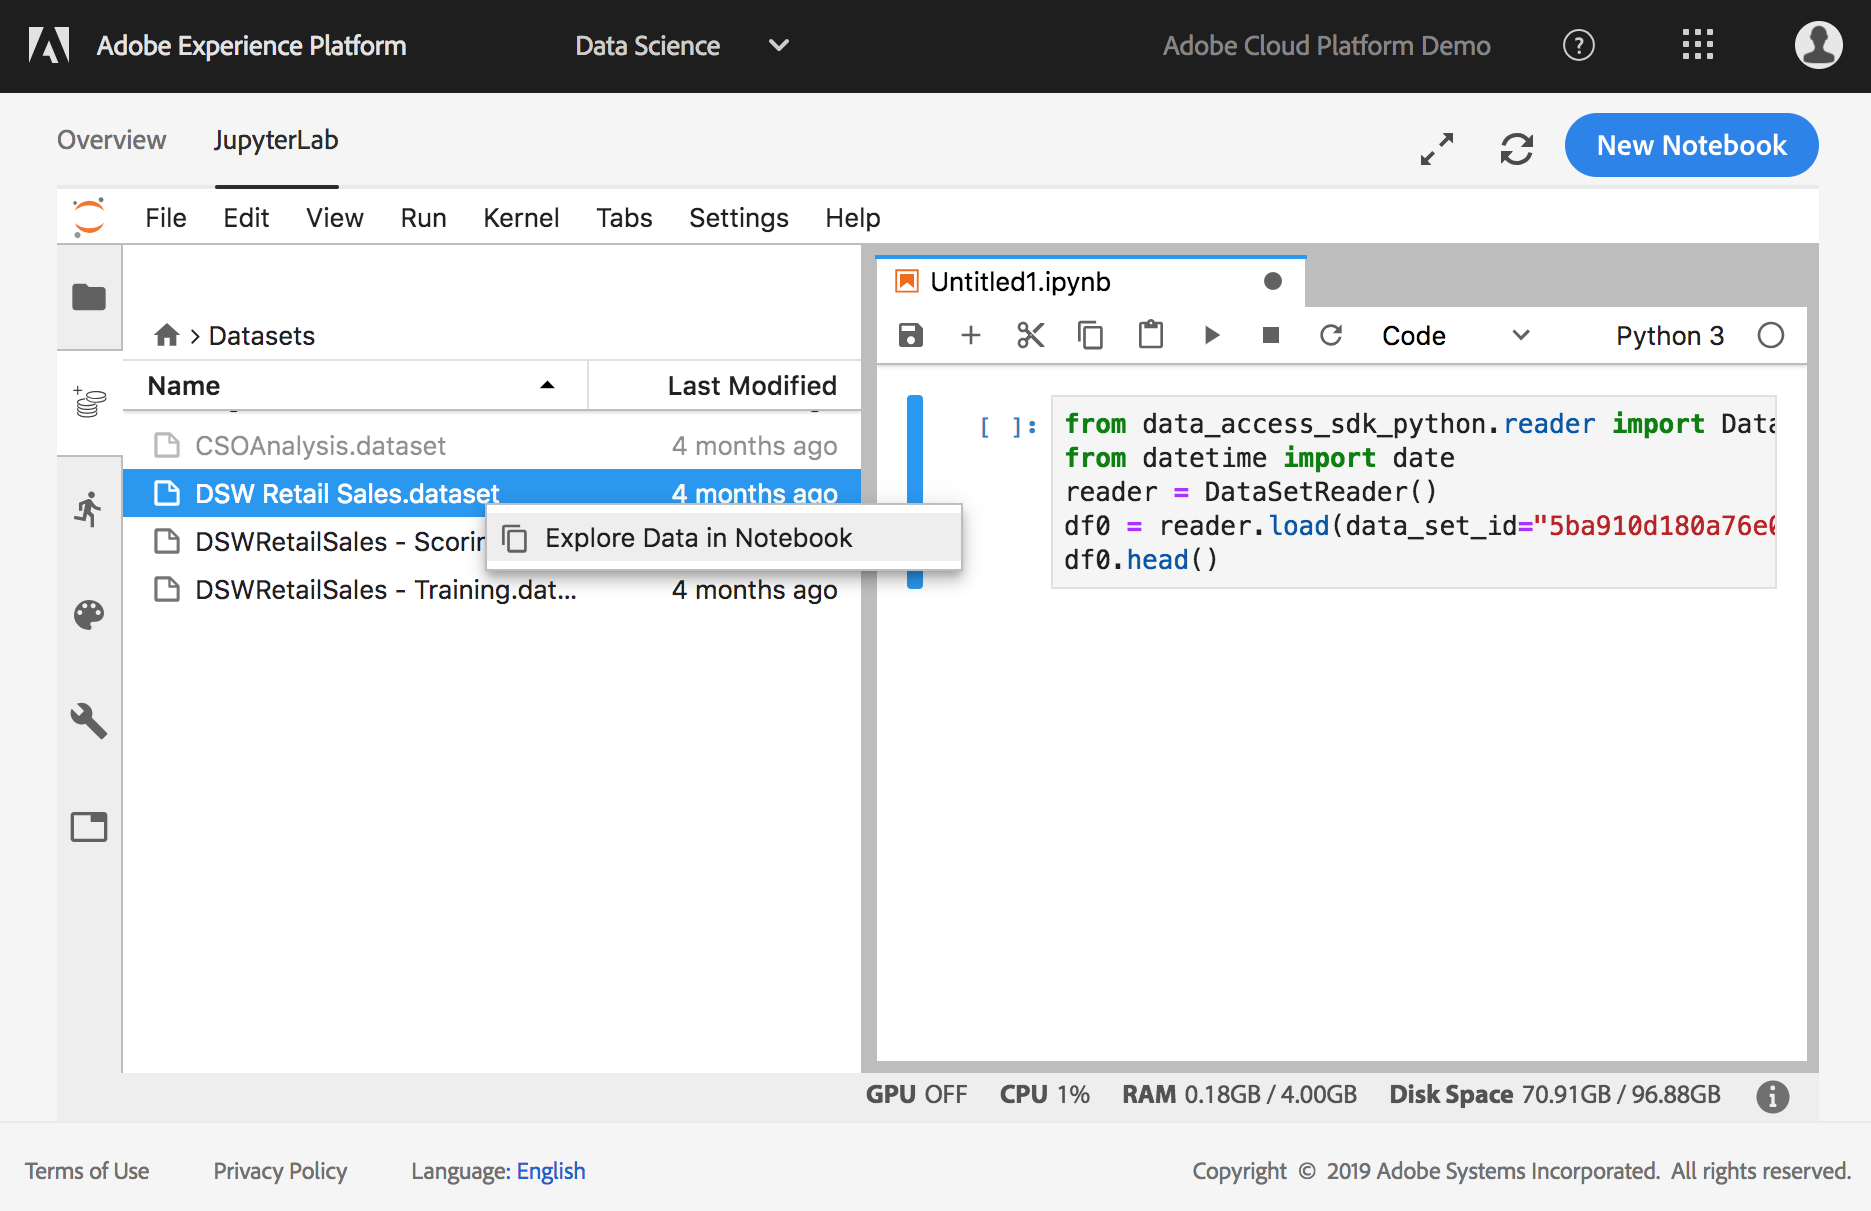 Adobe Experience Platform
Data Science
Adobe Cloud Platform Demo
?
Overview
JupyterLab
New Notebook
File Edit View Run Kernel Tabs Settings Help
Datasets
Name
Last Modified
CSOAnalysis.dataset 4 months ago
DSW Retail Sales.dataset 4 months ago
DSWRetailSales - Scorin
Explore Data in Notebook
DSWRetailSales - Training.dat... 4 months ago
Untitled1.ipynb
Code
Python 3
[ ]:
from data_access_sdk_python.reader import Data
from datetime import date
reader = DataSetReader()
df0 = reader.load(data_set_id="5ba910d180a76e0
df0.head()
GPU OFF CPU 1% RAM 0.18GB / 4.00GB Disk Space 70.91GB / 96.88GB
Terms of Use
Privacy Policy
Language: English
Copyright © 2019 Adobe Systems Incorporated. All rights reserved.